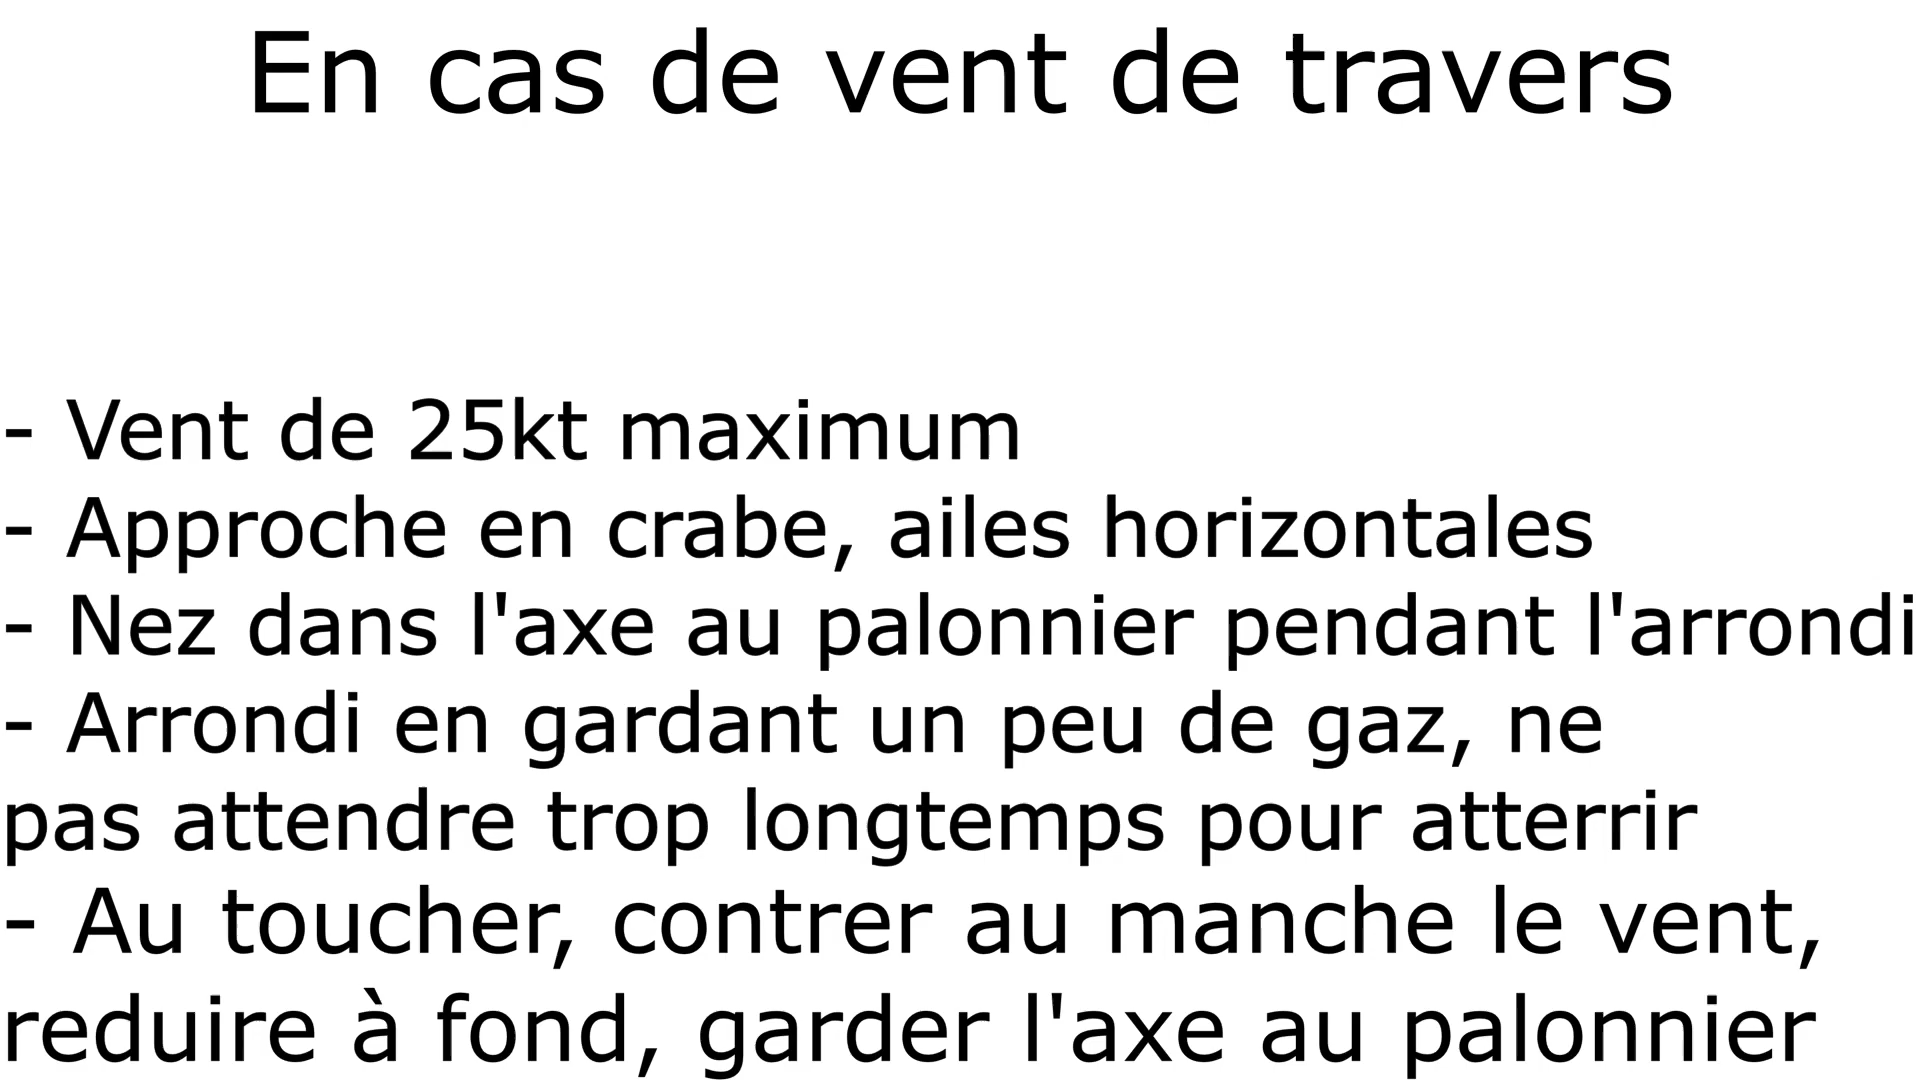 En cas de vent de travers
- Vent de 25kt maximum
- Approche en crabe, ailes horizontales
- Nez dans l'axe au palonnier pendant l'arrondi
- Arrondi en gardant un peu de gaz, ne
pas attendre trop longtemps pour atterrir
- Au toucher, contrer au manche le vent,
reduire à fond, garder l'axe au palonnier